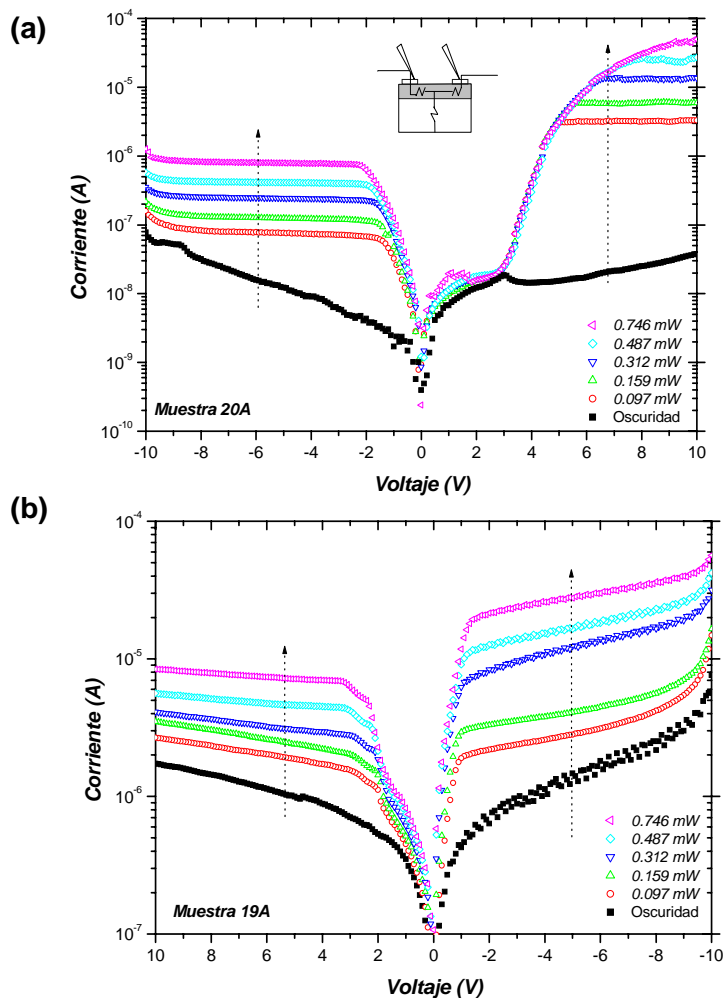 (a)
10^-4
10^-5
10^-6
10^-7
10^-8
10^-9
10^-10
Corriente (A)
0.746 mW
0.487 mW
0.312 mW
0.159 mW
0.097 mW
Oscuridad
Muestra 20A
-10 -8 -6 -4 -2 0 2 4 6 8 10
Voltaje (V)
(b)
10^-4
10^-5
10^-6
10^-7
Corriente (A)
0.746 mW
0.487 mW
0.312 mW
0.159 mW
0.097 mW
Oscuridad
Muestra 19A
10 8 6 4 2 0 -2 -4 -6 -8 -10
Voltaje (V)